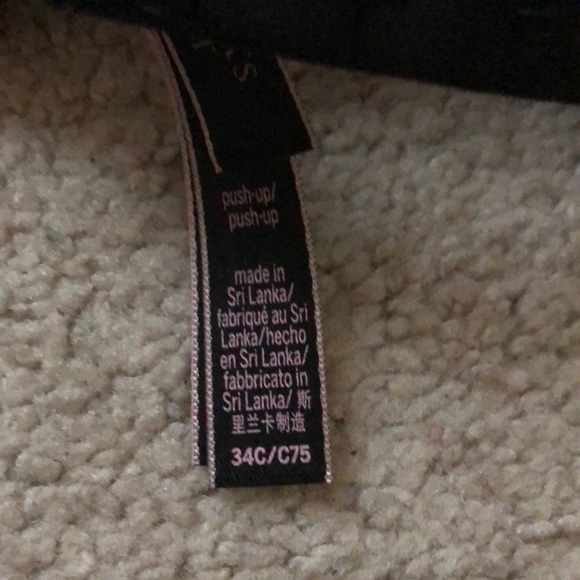 push-up/
push-up
made in
Sri Lanka/
fabriqué au Sri
Lanka/hecho
en Sri Lanka/
fabbricato in
Sri Lanka/ 斯
里兰卡制造
34C/C75